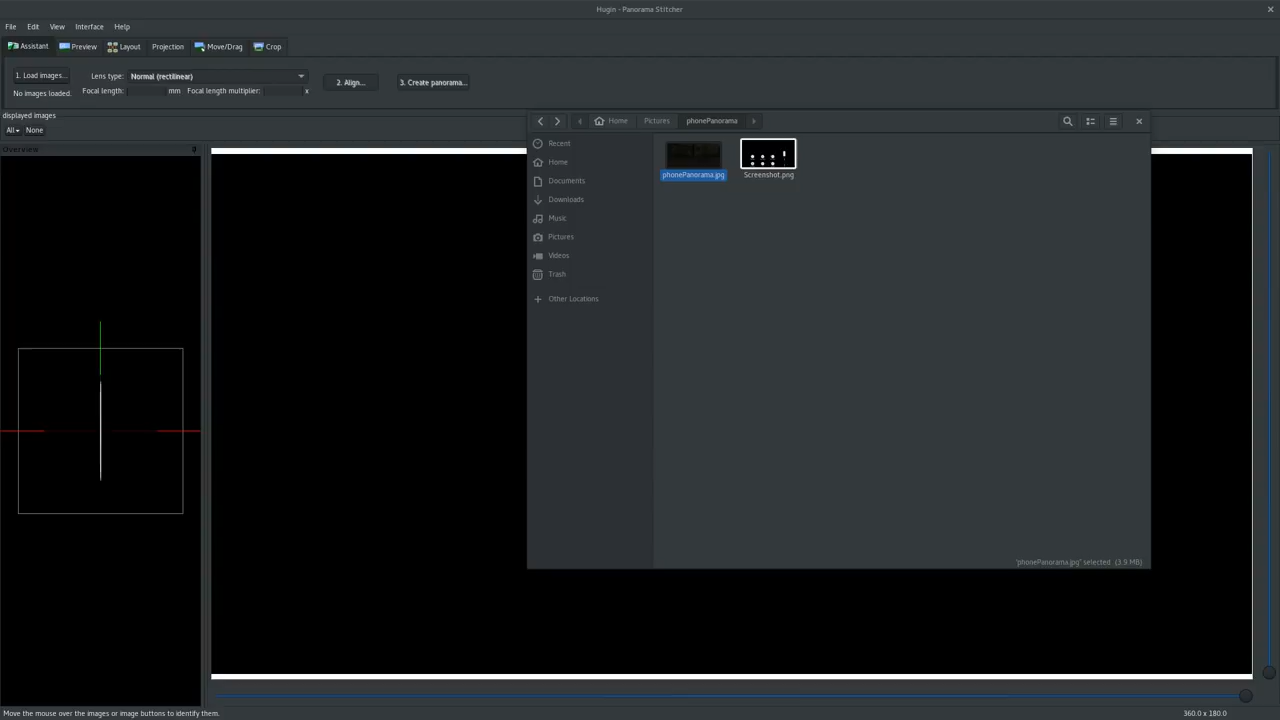 Hugin - Panorama Stitcher
File Edit View Interface Help
Assistant Preview Layout Projection Move/Drag Crop
1. Load images... Lens type: Normal (rectilinear) 2. Align... 3. Create panorama...
No images loaded. Focal length: mm Focal length multiplier: x
displayed images
All None
Overview
Home Pictures phonePanorama
Recent
Home
Documents
Downloads
Music
Pictures
Videos
Trash
Other Locations
phonePanorama.jpg Screenshot.png
"phonePanorama.jpg" selected (3.9 MB)
Move the mouse over the images or image buttons to identify them. 360.0 x 180.0